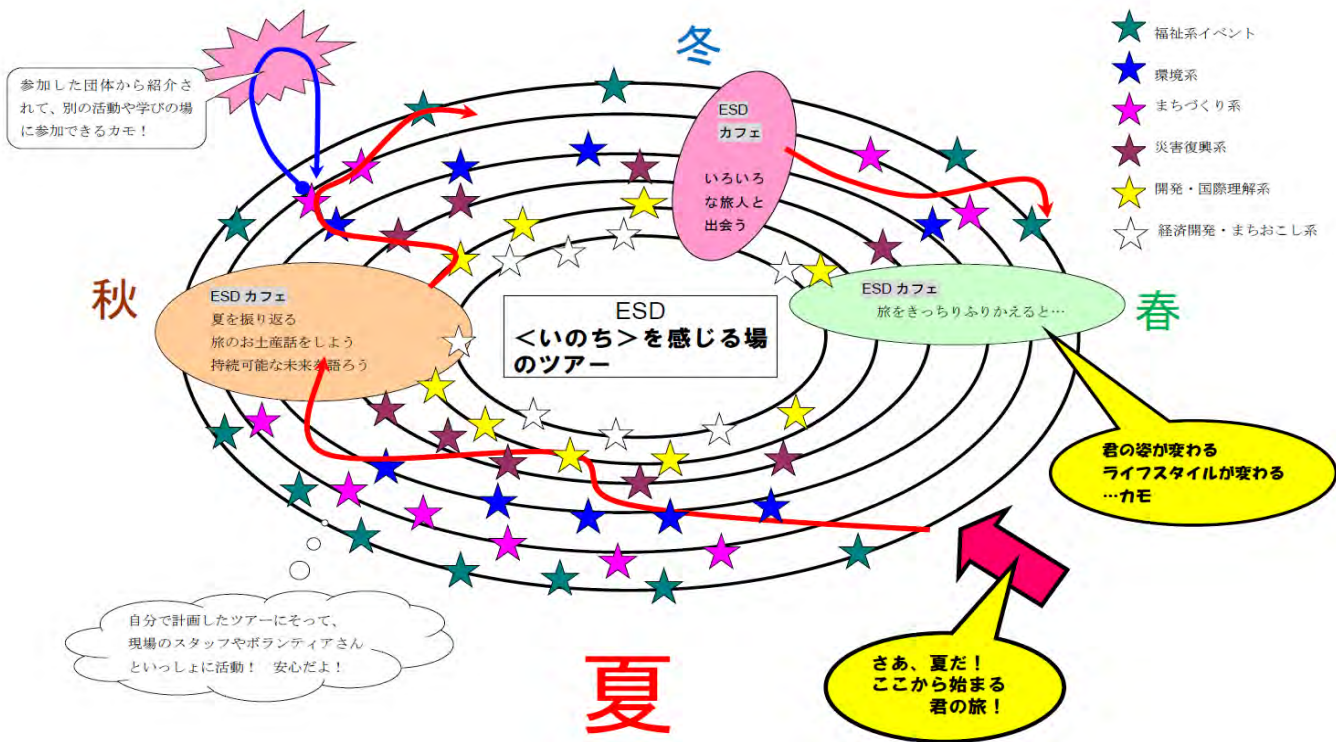 冬
福祉系イベント
環境系
まちづくり系
災害復興系
開発・国際理解系
経済開発・まちおこし系
参加した団体から紹介さ
れて、別の活動や学びの場
に参加できるカモ！
ESD
カフェ
いろいろ
な旅人と
出会う
秋
ESD カフェ
夏を振り返る
旅のお土産話をしよう
持続可能な未来を語ろう
ESD
＜いのち＞を感じる場
のツアー
ESD カフェ
旅をきっちりふりかえると…
春
君の姿が変わる
ライフスタイルが変わる
…カモ
自分で計画したツアーにそって、
現場のスタッフやボランティアさん
といっしょに活動！　安心だよ！
夏
さあ、夏だ！
ここから始まる
君の旅！